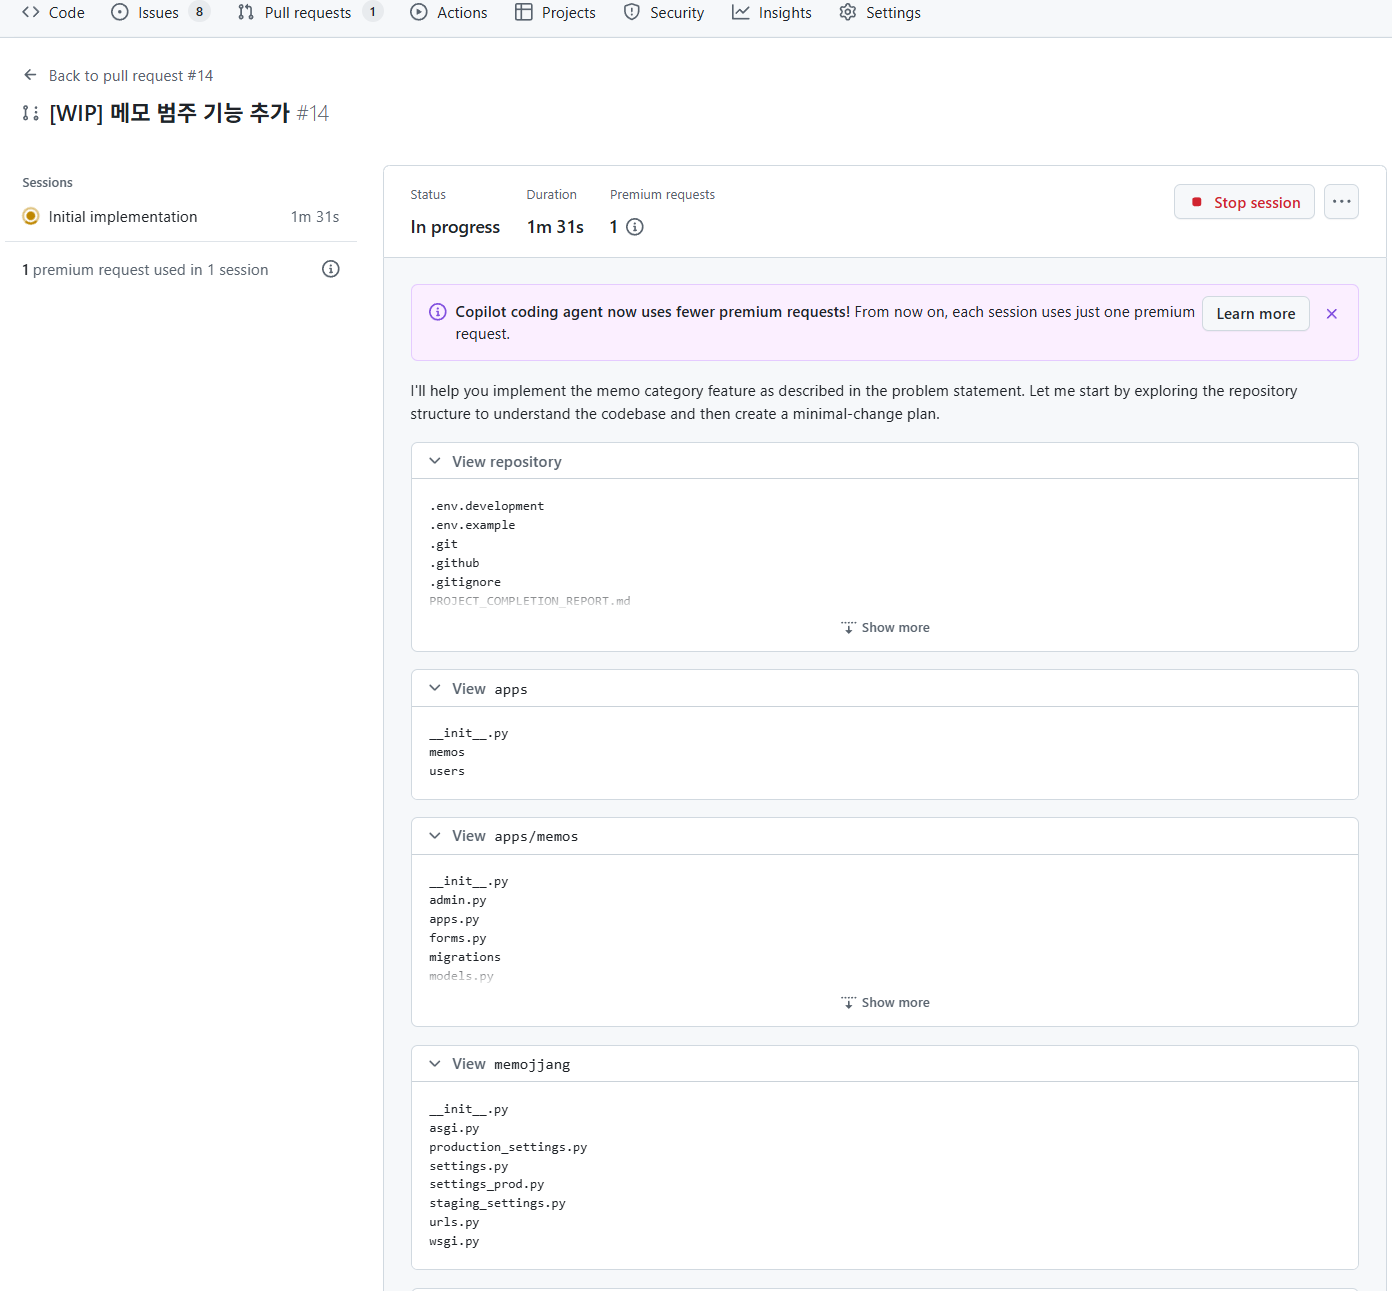 Code Issues 8 Pull requests 1 Actions Projects Security Insights Settings
Back to pull request #14
[WIP] 메모 범주 기능 추가 #14
Sessions
Initial implementation 1m 31s
1 premium request used in 1 session
Status Duration Premium requests
In progress 1m 31s 1
Stop session
Copilot coding agent now uses fewer premium requests! From now on, each session uses just one premium
request.
Learn more
I'll help you implement the memo category feature as described in the problem statement. Let me start by exploring the repository
structure to understand the codebase and then create a minimal-change plan.
View repository
.env.development
.env.example
.git
.github
.gitignore
PROJECT_COMPLETION_REPORT.md
Show more
View apps
__init__.py
memos
users
View apps/memos
__init__.py
admin.py
apps.py
forms.py
migrations
models.py
Show more
View memojjang
__init__.py
asgi.py
production_settings.py
settings.py
settings_prod.py
staging_settings.py
urls.py
wsgi.py